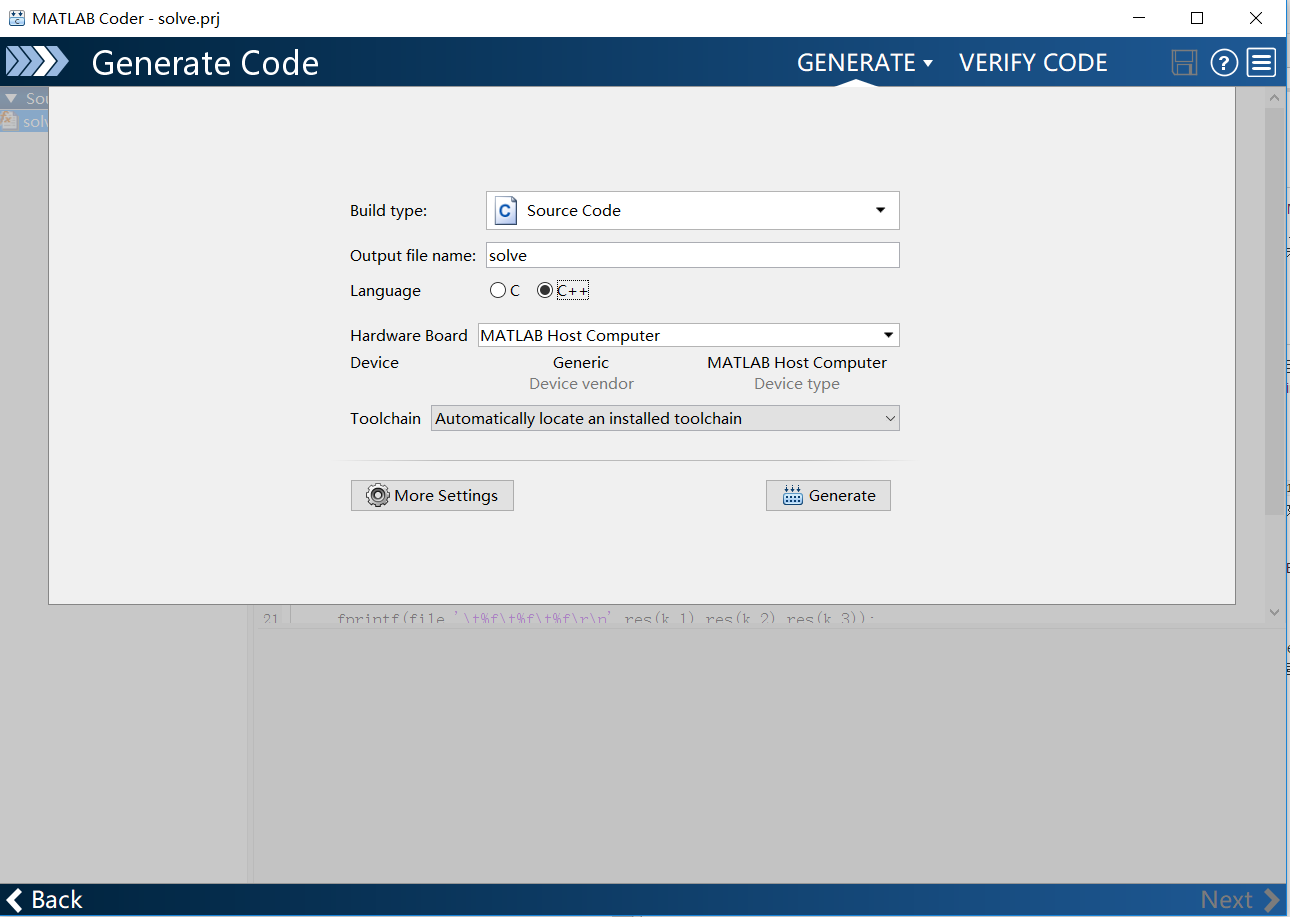 MATLAB Coder - solve.prj
Generate Code
GENERATE
VERIFY CODE
Build type:
Source Code
Output file name:
solve
Language
C
C++
Hardware Board
MATLAB Host Computer
Device
Generic
MATLAB Host Computer
Device vendor
Device type
Toolchain
Automatically locate an installed toolchain
More Settings
Generate
21 fprintf(file,'\t%f\t%f\t%f\r\n',res(k,1),res(k,2),res(k,3));
Back
Next